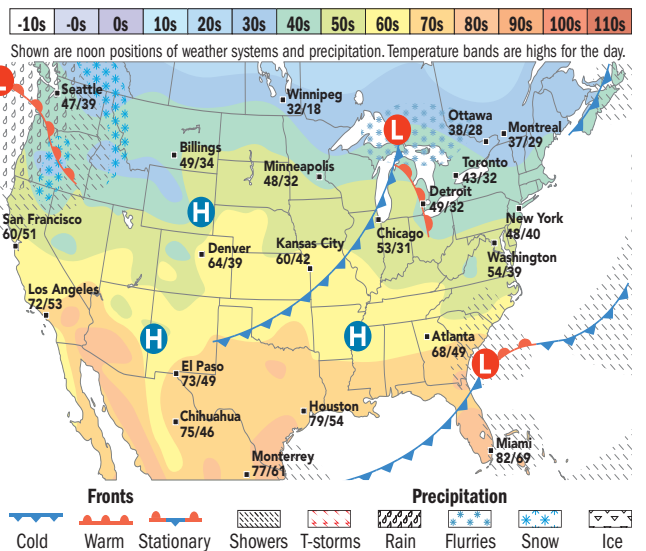 -10s -0s 0s 10s 20s 30s 40s 50s 60s 70s 80s 90s 100s 110s
Shown are noon positions of weather systems and precipitation. Temperature bands are highs for the day.
L
Seattle
47/39
Winnipeg
32/18
Ottawa
38/28
Montreal
37/29
L
Billings
49/34
Minneapolis
48/32
Toronto
43/32
Detroit
49/32
H
San Francisco
60/51
New York
48/40
Chicago
53/31
Denver
64/39
Kansas City
60/42
Washington
54/39
Los Angeles
72/53
H
H
Atlanta
68/49
L
El Paso
73/49
Houston
79/54
Chihuahua
75/46
Miami
82/69
Monterrey
77/61
Fronts
Precipitation
Cold Warm Stationary Showers T-storms Rain Flurries Snow Ice